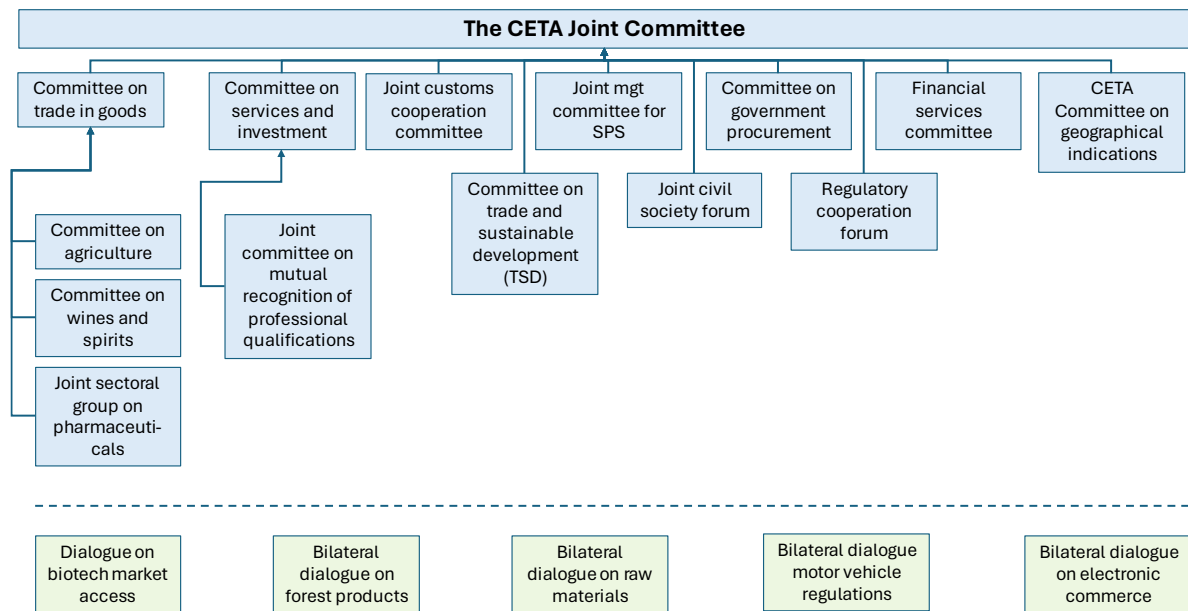 The CETA Joint Committee
Committee on
trade in goods
Committee on
services and
investment
Joint customs
cooperation
committee
Joint mgt
committee for
SPS
Committee on
government
procurement
Financial
services
committee
CETA
Committee on
geographical
indications
Committee on
trade and
sustainable
development
(TSD)
Joint civil
society forum
Regulatory
cooperation
forum
Committee on
agriculture
Committee on
wines and
spirits
Joint sectoral
group on
pharmaceuti-
cals
Joint
committee on
mutual
recognition of
professional
qualifications
Dialogue on
biotech market
access
Bilateral
dialogue on
forest products
Bilateral
dialogue on raw
materials
Bilateral dialogue
motor vehicle
regulations
Bilateral dialogue
on electronic
commerce